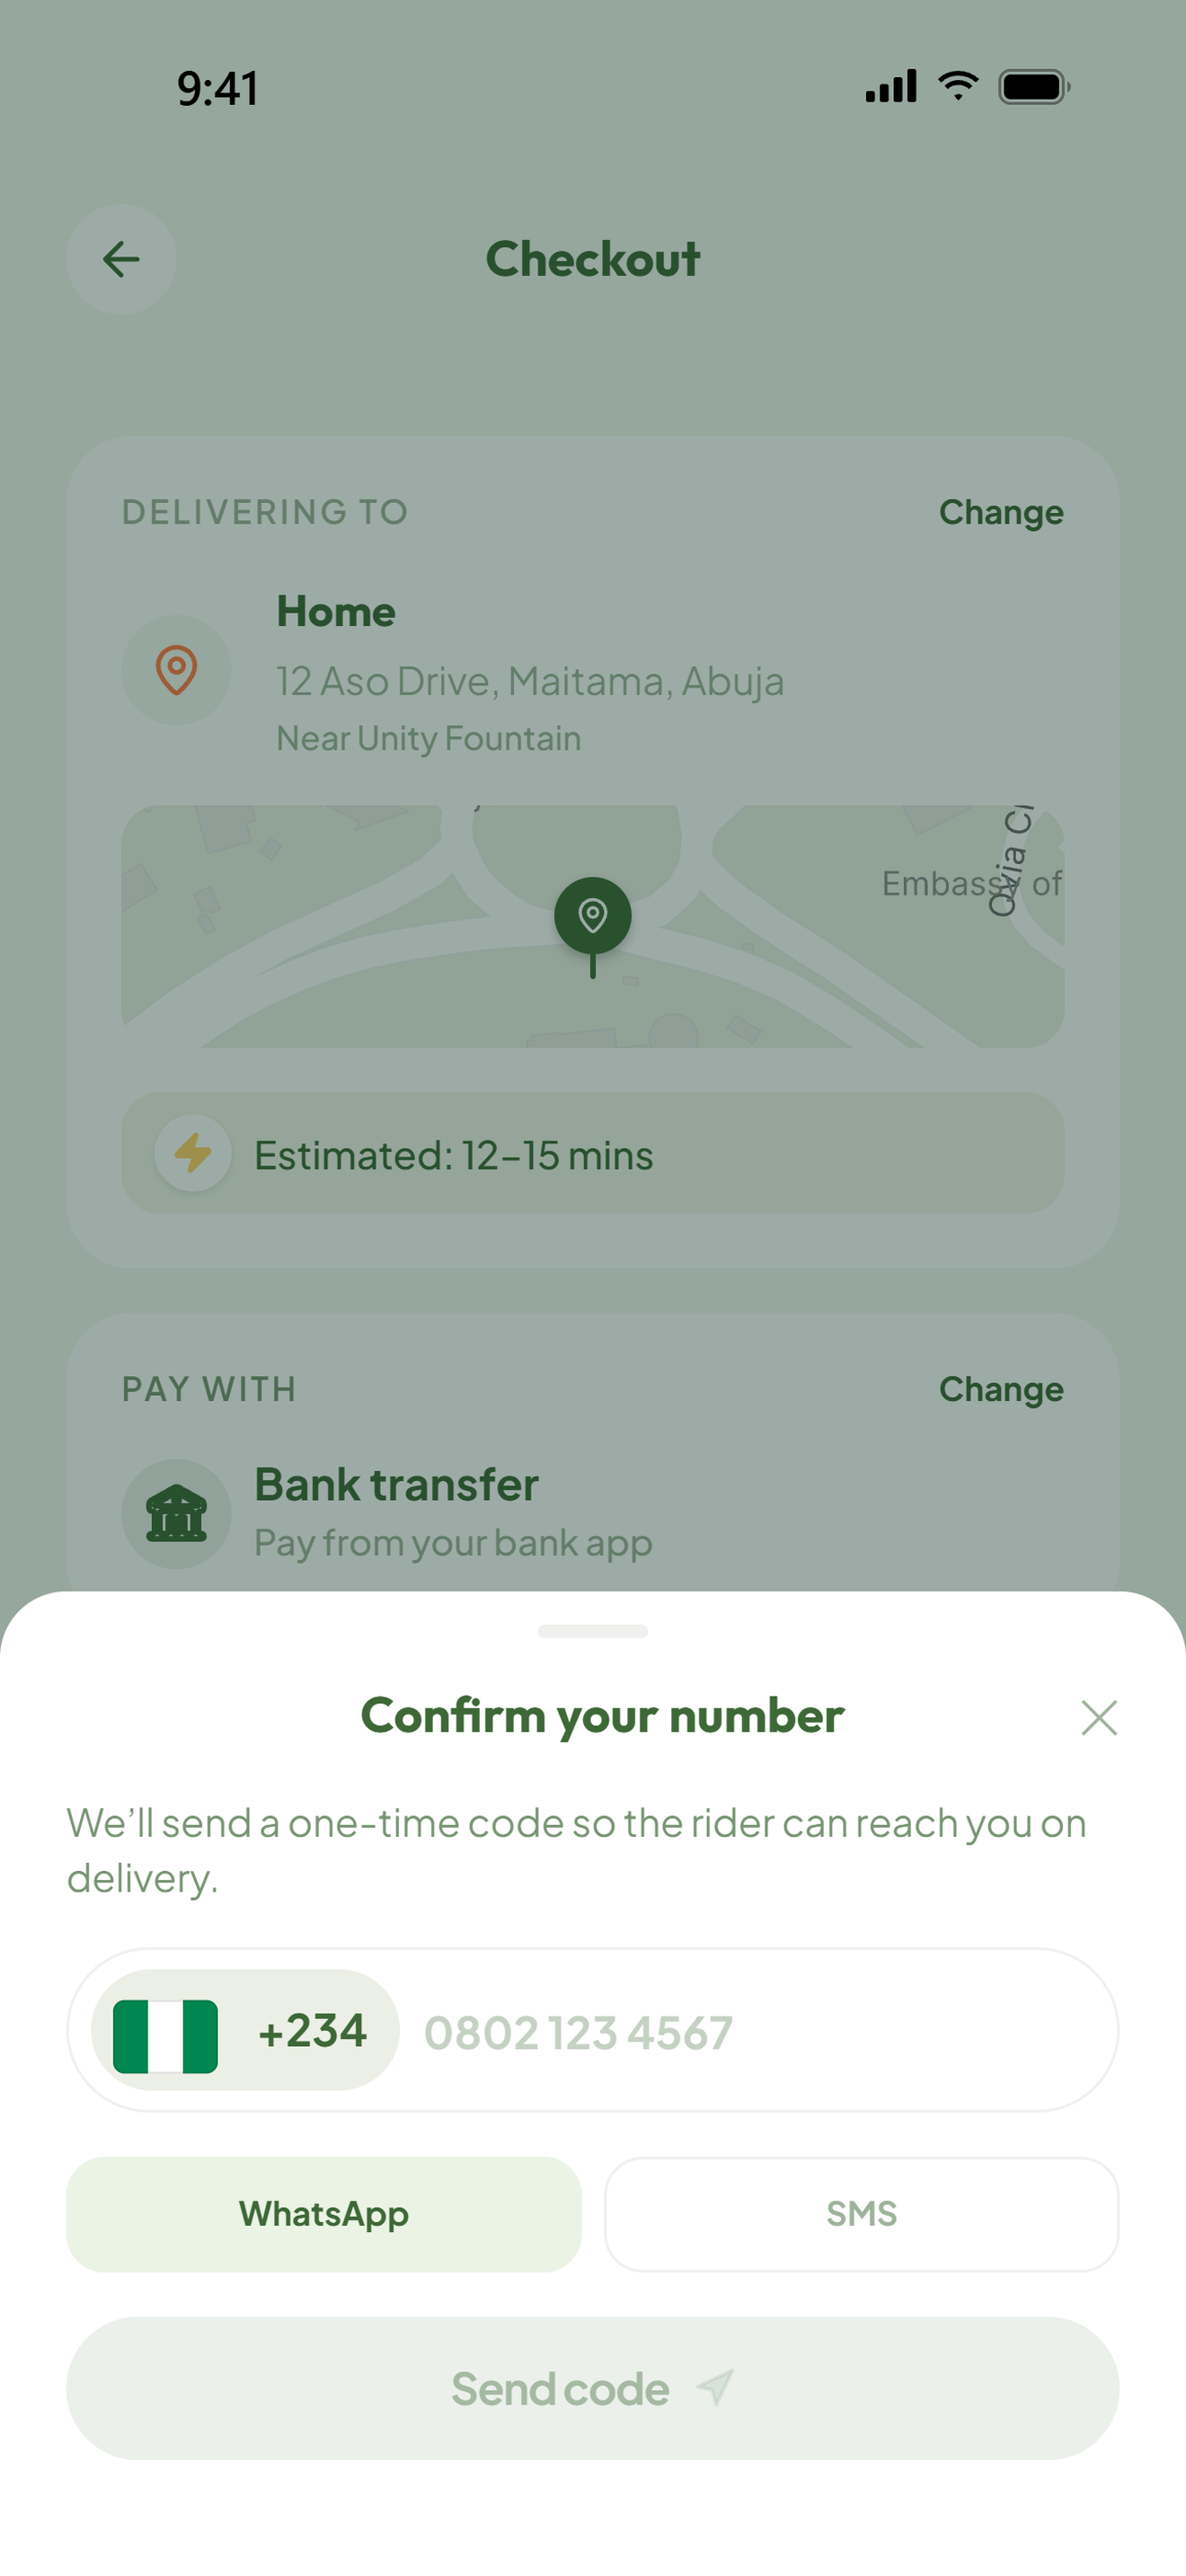 9:41
Checkout
DELIVERING TO
Change
Home
12 Aso Drive, Maitama, Abuja
Near Unity Fountain
Embassy of
Ovia Cr
Estimated: 12–15 mins
PAY WITH
Change
Bank transfer
Pay from your bank app
Confirm your number
We’ll send a one-time code so the rider can reach you on
delivery.
+234
0802 123 4567
WhatsApp
SMS
Send code